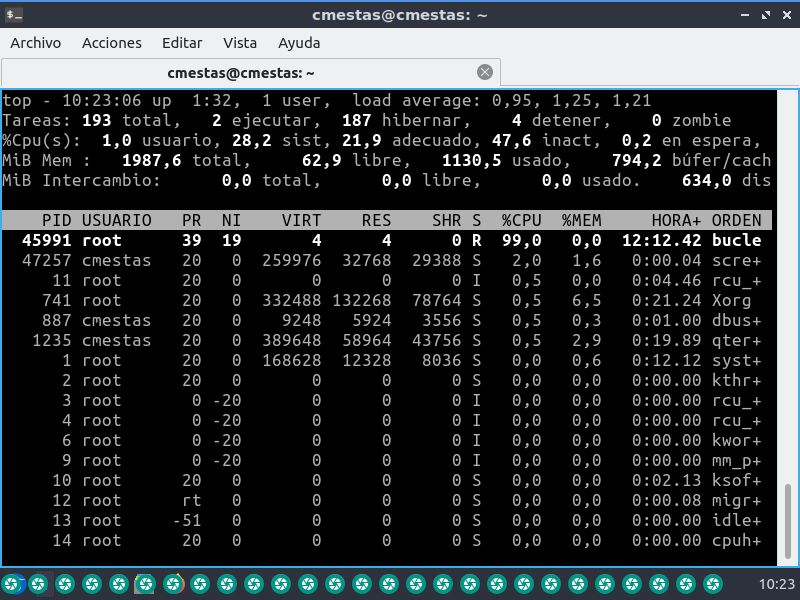 cmestas@cmestas: ~
Archivo Acciones Editar Vista Ayuda
cmestas@cmestas: ~
top - 10:23:06 up  1:32,  1 user,  load average: 0,95, 1,25, 1,21
Tareas: 193 total,   2 ejecutar,  187 hibernar,    4 detener,    0 zombie
%Cpu(s):  1,0 usuario, 28,2 sist, 21,9 adecuado, 47,6 inact,  0,2 en espera,
MiB Mem :   1987,6 total,     62,9 libre,   1130,5 usado,    794,2 búfer/cach
MiB Intercambio:      0,0 total,      0,0 libre,      0,0 usado.    634,0 dis
PID USUARIO   PR  NI    VIRT    RES    SHR S  %CPU  %MEM     HORA+ ORDEN
45991 root      39  19       4      4      0 R  99,0   0,0  12:12.42 bucle
47257 cmestas   20   0  259976  32768  29388 S   2,0   1,6   0:00.04 scre+
11 root      20   0       0      0      0 I   0,5   0,0   0:04.46 rcu_+
741 root      20   0  332488 132268  78764 S   0,5   6,5   0:21.24 Xorg
887 cmestas   20   0    9248   5924   3556 S   0,5   0,3   0:01.00 dbus+
1235 cmestas   20   0  389648  58964  43756 S   0,5   2,9   0:19.89 qter+
1 root      20   0  168628  12328   8036 S   0,0   0,6   0:12.12 syst+
2 root      20   0       0      0      0 S   0,0   0,0   0:00.00 kthr+
3 root       0 -20       0      0      0 I   0,0   0,0   0:00.00 rcu_+
4 root       0 -20       0      0      0 I   0,0   0,0   0:00.00 rcu_+
6 root       0 -20       0      0      0 I   0,0   0,0   0:00.00 kwor+
9 root       0 -20       0      0      0 I   0,0   0,0   0:00.00 mm_p+
10 root      20   0       0      0      0 S   0,0   0,0   0:02.13 ksof+
12 root      rt   0       0      0      0 S   0,0   0,0   0:00.08 migr+
13 root     -51   0       0      0      0 S   0,0   0,0   0:00.00 idle+
14 root      20   0       0      0      0 S   0,0   0,0   0:00.00 cpuh+
10:23